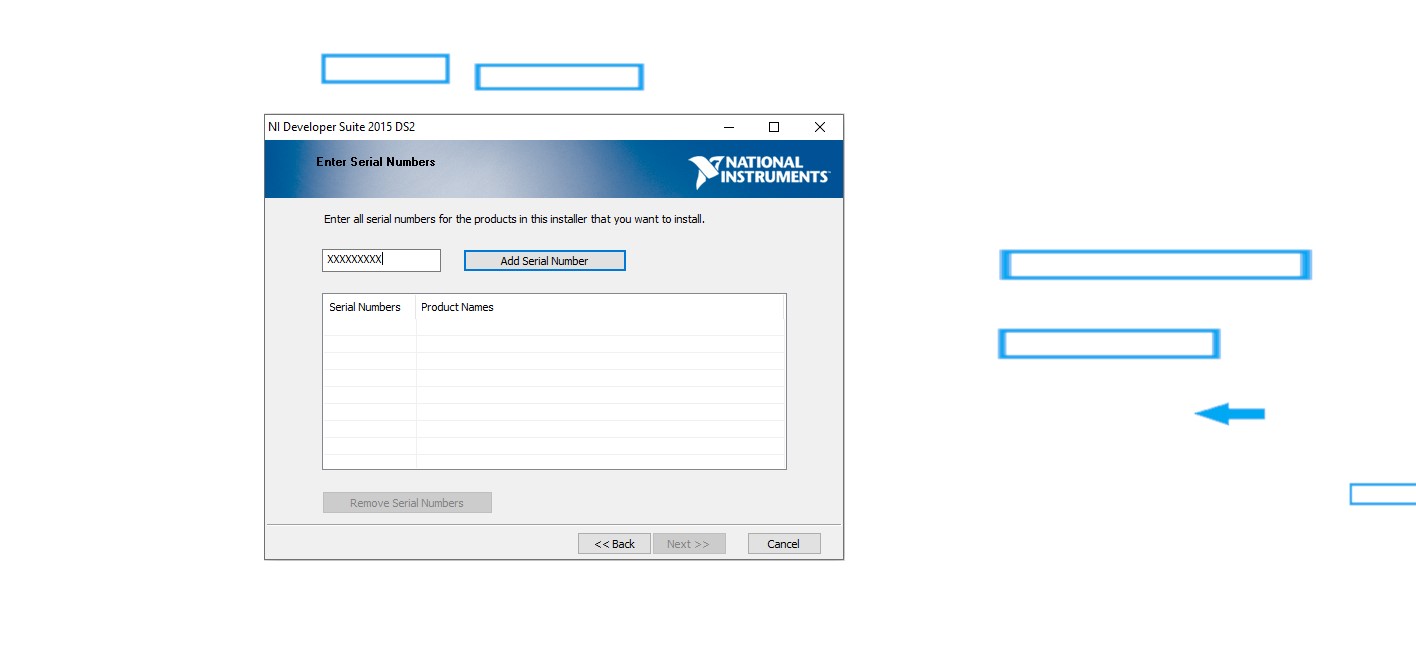 NI Developer Suite 2015 DS2
Enter Serial Numbers
NATIONAL
INSTRUMENTS
Enter all serial numbers for the products in this installer that you want to install.
XXXXXXXXX
Add Serial Number
Serial Numbers Product Names
Remove Serial Numbers
<< Back Next >> Cancel